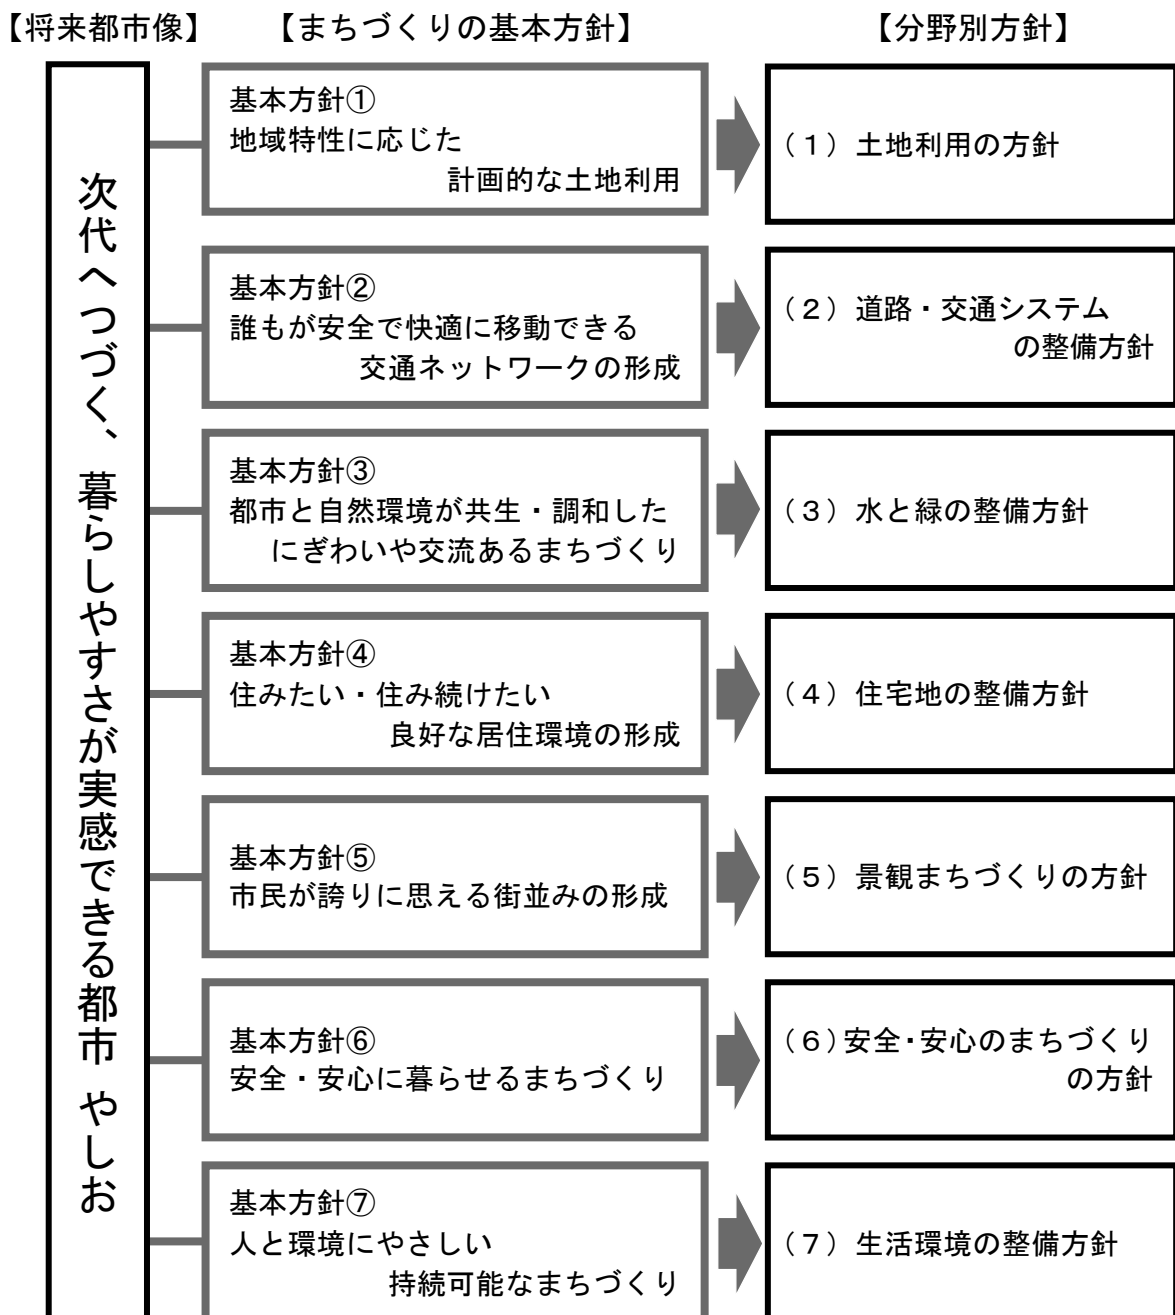 【将来都市像】
【まちづくりの基本方針】
【分野別方針】
次代へつづく、暮らしやすさが実感できる都市 やしお
基本方針①
地域特性に応じた
計画的な土地利用
（１）土地利用の方針
基本方針②
誰もが安全で快適に移動できる
交通ネットワークの形成
（２）道路・交通システム
の整備方針
基本方針③
都市と自然環境が共生・調和した
にぎわいや交流あるまちづくり
（３）水と緑の整備方針
基本方針④
住みたい・住み続けたい
良好な居住環境の形成
（４）住宅地の整備方針
基本方針⑤
市民が誇りに思える街並みの形成
（５）景観まちづくりの方針
基本方針⑥
安全・安心に暮らせるまちづくり
（６）安全・安心のまちづくり
の方針
基本方針⑦
人と環境にやさしい
持続可能なまちづくり
（７）生活環境の整備方針